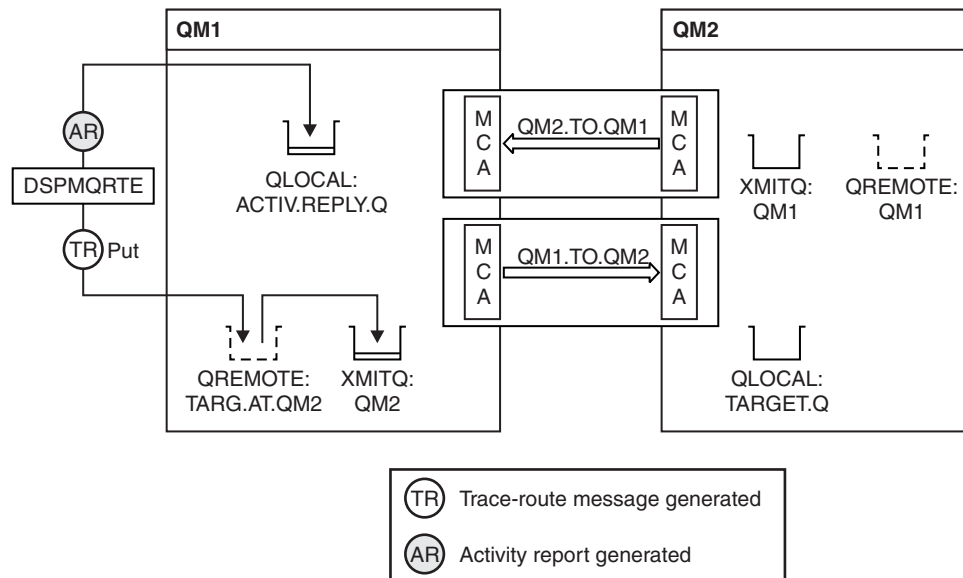 QM1
QM2
AR
DSPMQRTE
TR Put
QLOCAL:
ACTIV.REPLY.Q
M
C
A
QM2.TO.QM1
M
C
A
XMITQ:
QM1
QREMOTE:
QM1
M
C
A
QM1.TO.QM2
M
C
A
QREMOTE:
TARG.AT.QM2
XMITQ:
QM2
QLOCAL:
TARGET.Q
TR Trace-route message generated
AR Activity report generated